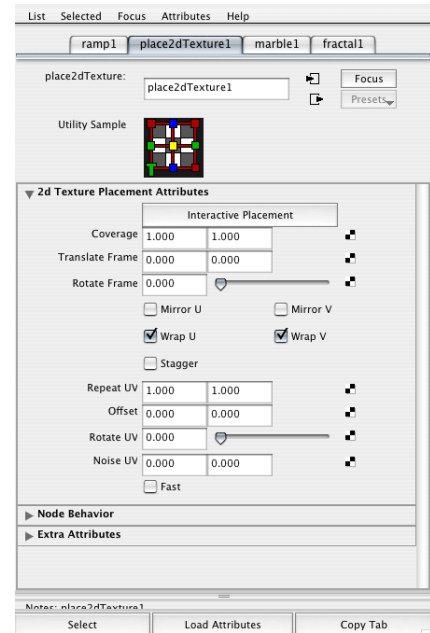 List Selected Focus Attributes Help
ramp1 place2dTexture1 marble1 fractal1
place2dTexture: place2dTexture1 Focus
Presets
Utility Sample
2d Texture Placement Attributes
Interactive Placement
Coverage 1.000 1.000
Translate Frame 0.000 0.000
Rotate Frame 0.000
Mirror U Mirror V
Wrap U Wrap V
Stagger
Repeat UV 1.000 1.000
Offset 0.000 0.000
Rotate UV 0.000
Noise UV 0.000 0.000
Fast
Node Behavior
Extra Attributes
Notes: place2dTexture1
Select Load Attributes Copy Tab